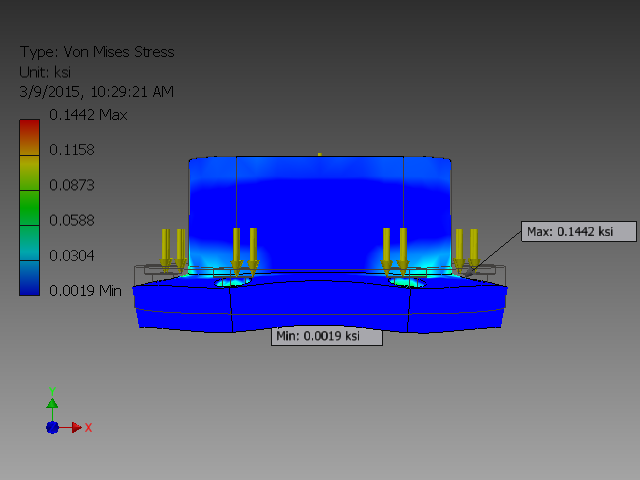 Type: Von Mises Stress
Unit: ksi
3/9/2015, 10:29:21 AM
0.1442 Max
0.1158
0.0873
0.0588
0.0304
0.0019 Min
Max: 0.1442 ksi
Min: 0.0019 ksi
Y
X